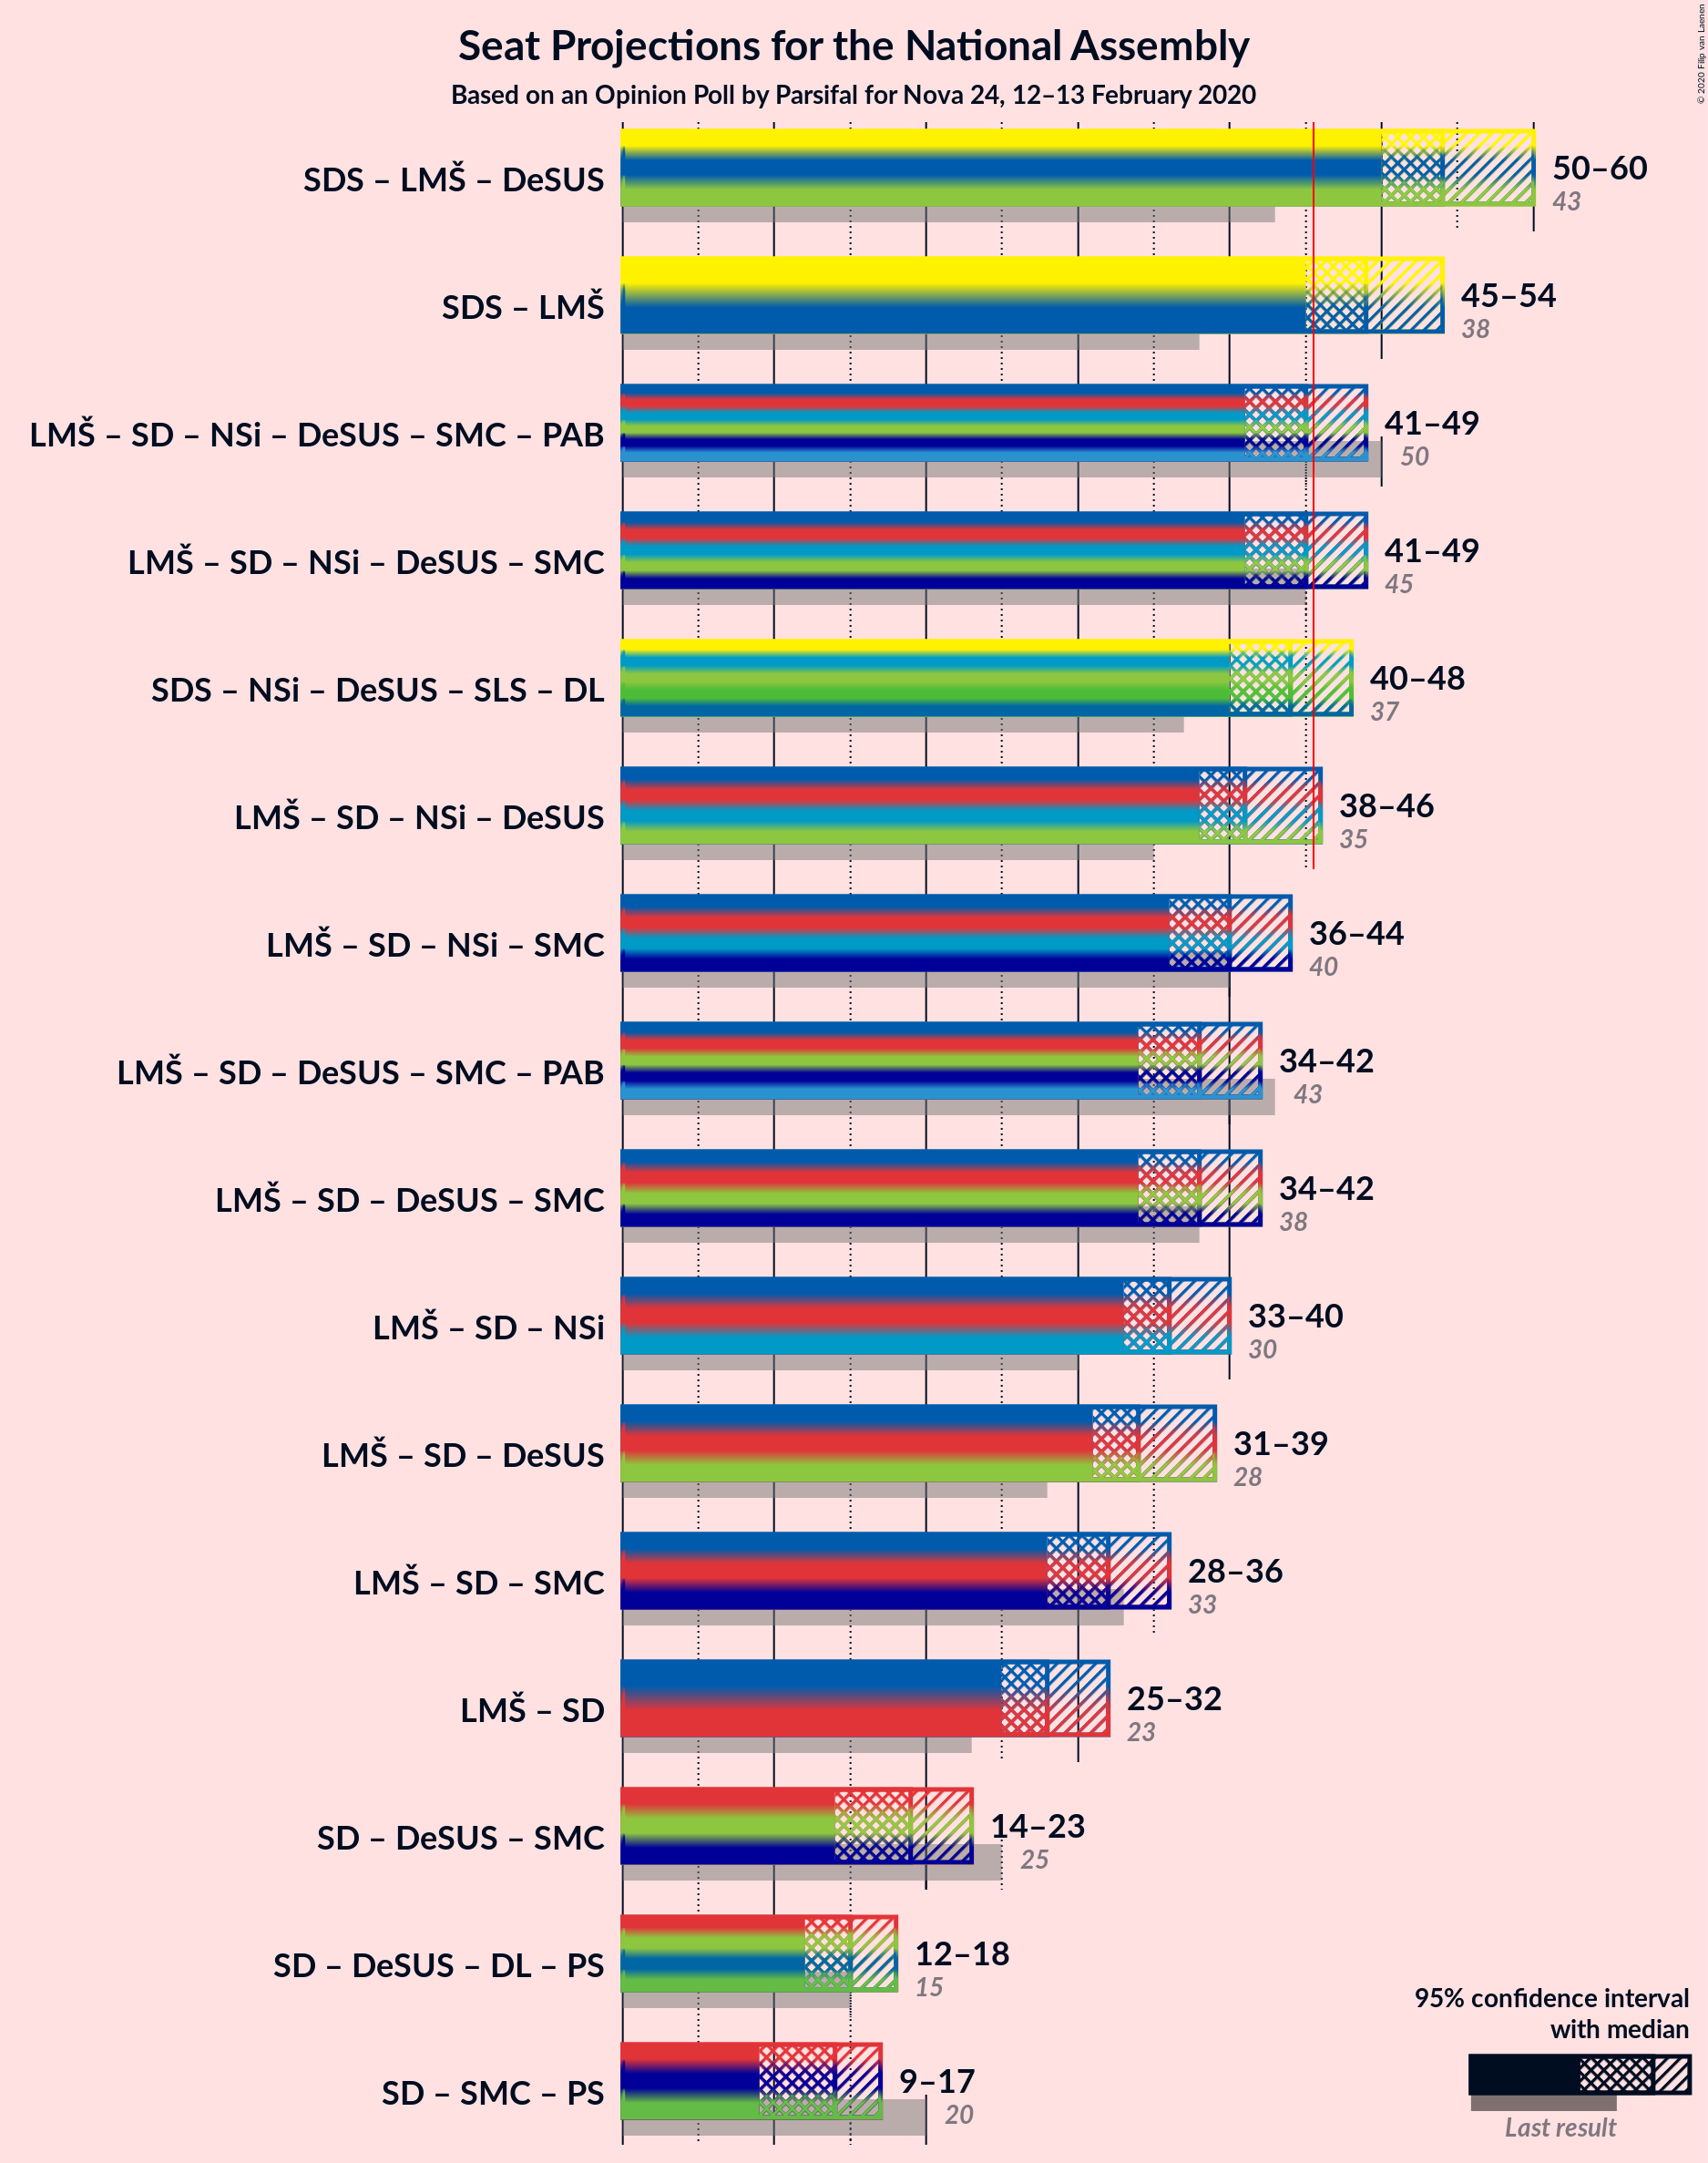 Seat Projections for the National Assembly
Based on an Opinion Poll by Parsifal for Nova 24, 12–13 February 2020
© 2020 Filip van Laenen
SDS – LMŠ – DeSUS
50–60
43
SDS – LMŠ
45–54
38
LMŠ – SD – NSi – DeSUS – SMC – PAB
41–49
50
LMŠ – SD – NSi – DeSUS – SMC
41–49
45
SDS – NSi – DeSUS – SLS – DL
40–48
37
LMŠ – SD – NSi – DeSUS
38–46
35
LMŠ – SD – NSi – SMC
36–44
40
LMŠ – SD – DeSUS – SMC – PAB
34–42
43
LMŠ – SD – DeSUS – SMC
34–42
38
LMŠ – SD – NSi
33–40
30
LMŠ – SD – DeSUS
31–39
28
LMŠ – SD – SMC
28–36
33
LMŠ – SD
25–32
23
SD – DeSUS – SMC
14–23
25
SD – DeSUS – DL – PS
12–18
15
SD – SMC – PS
9–17
20
95% confidence interval
with median
Last result